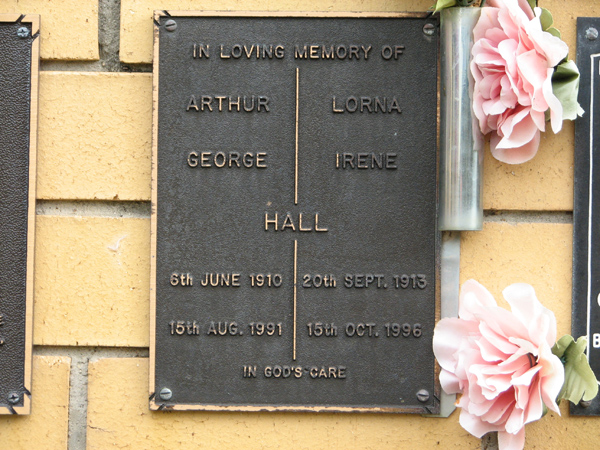 IN LOVING MEMORY OF
ARTHUR LORNA
GEORGE IRENE
HALL
6th JUNE 1910 20th SEPT. 1913
15th AUG. 1991 15th OCT. 1996
IN GOD'S CARE